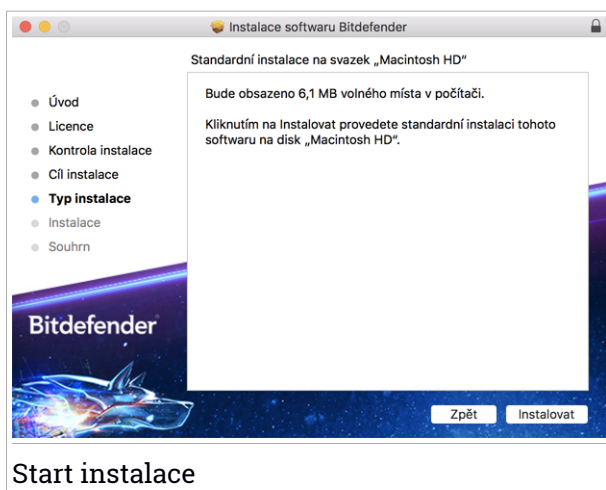 Instalace softwaru Bitdefender
Standardní instalace na svazek „Macintosh HD“
Úvod
Licence
Kontrola instalace
Cíl instalace
Typ instalace
Instalace
Souhrn
Bude obsazeno 6,1 MB volného místa v počítači.
Kliknutím na Instalovat provedete standardní instalaci tohoto
softwaru na disk „Macintosh HD“.
Bitdefender
Zpět
Instalovat
Start instalace